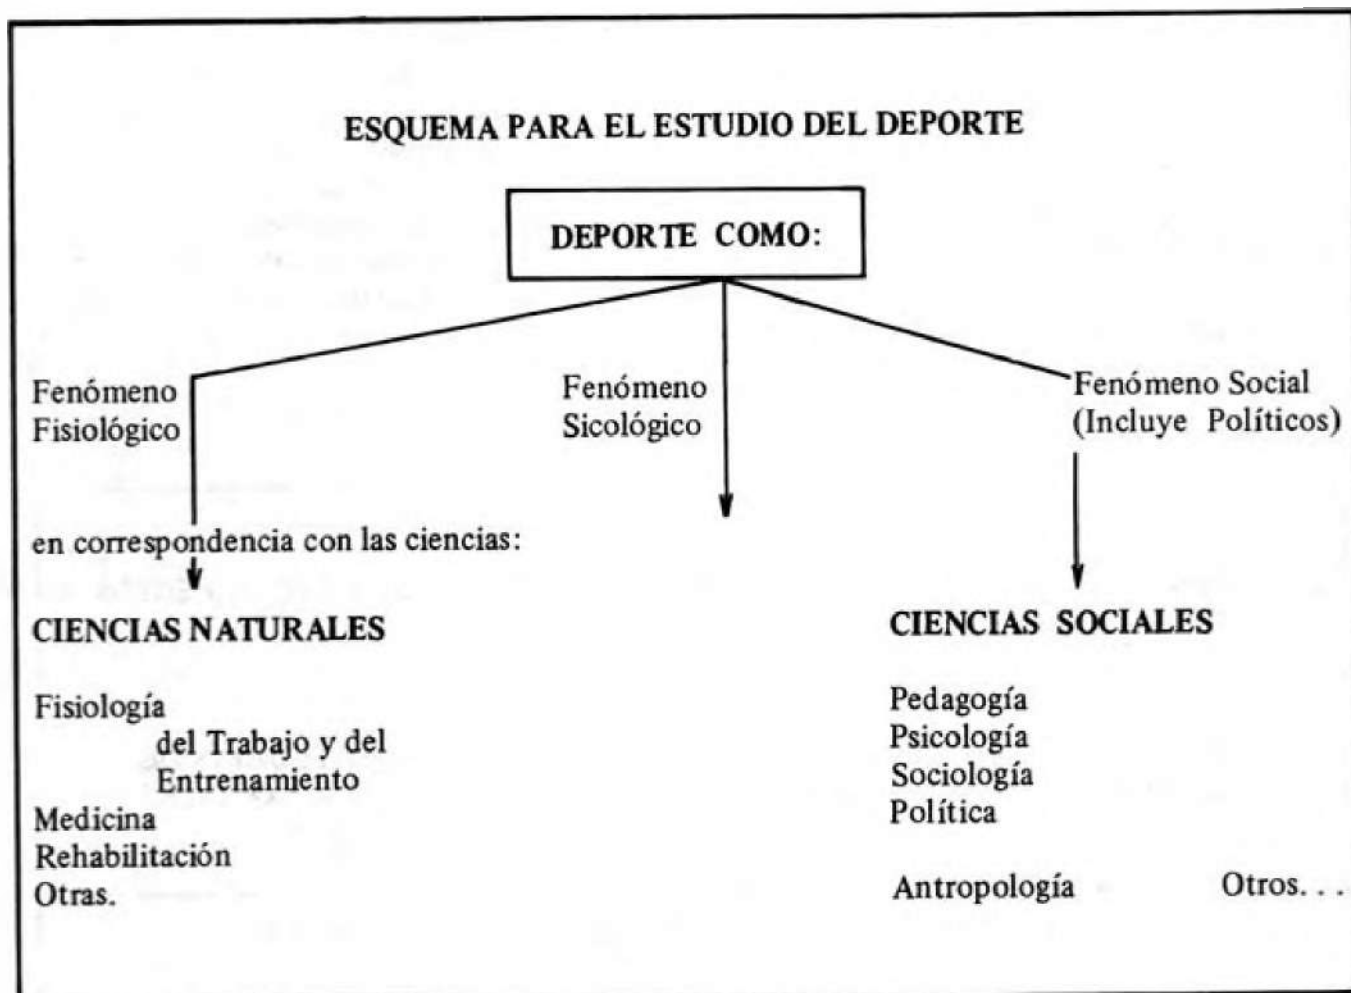 ESQUEMA PARA EL ESTUDIO DEL DEPORTE
DEPORTE COMO:
Fenómeno
Fisiológico
Fenómeno
Sicológico
Fenómeno Social
(Incluye Políticos)
en correspondencia con las ciencias:
CIENCIAS NATURALES
Fisiología
del Trabajo y del
Entrenamiento
Medicina
Rehabilitación
Otras.
CIENCIAS SOCIALES
Pedagogía
Psicología
Sociología
Política
Antropología Otros. . .